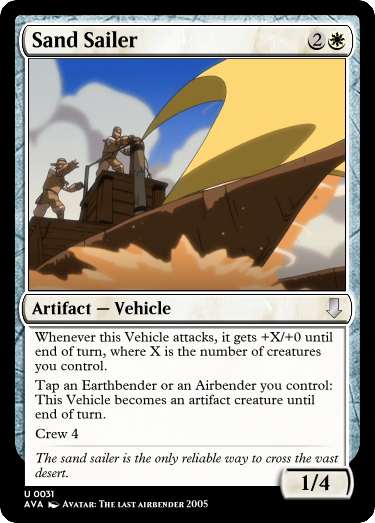 Sand Sailer 2
Artifact — Vehicle
Whenever this Vehicle attacks, it gets +X/+0 until
end of turn, where X is the number of creatures
you control.
Tap an Earthbender or an Airbender you control:
This Vehicle becomes an artifact creature until
end of turn.
Crew 4
The sand sailer is the only reliable way to cross the vast
desert.
1/4
U 0031
AVA Avatar: The last airbender 2005